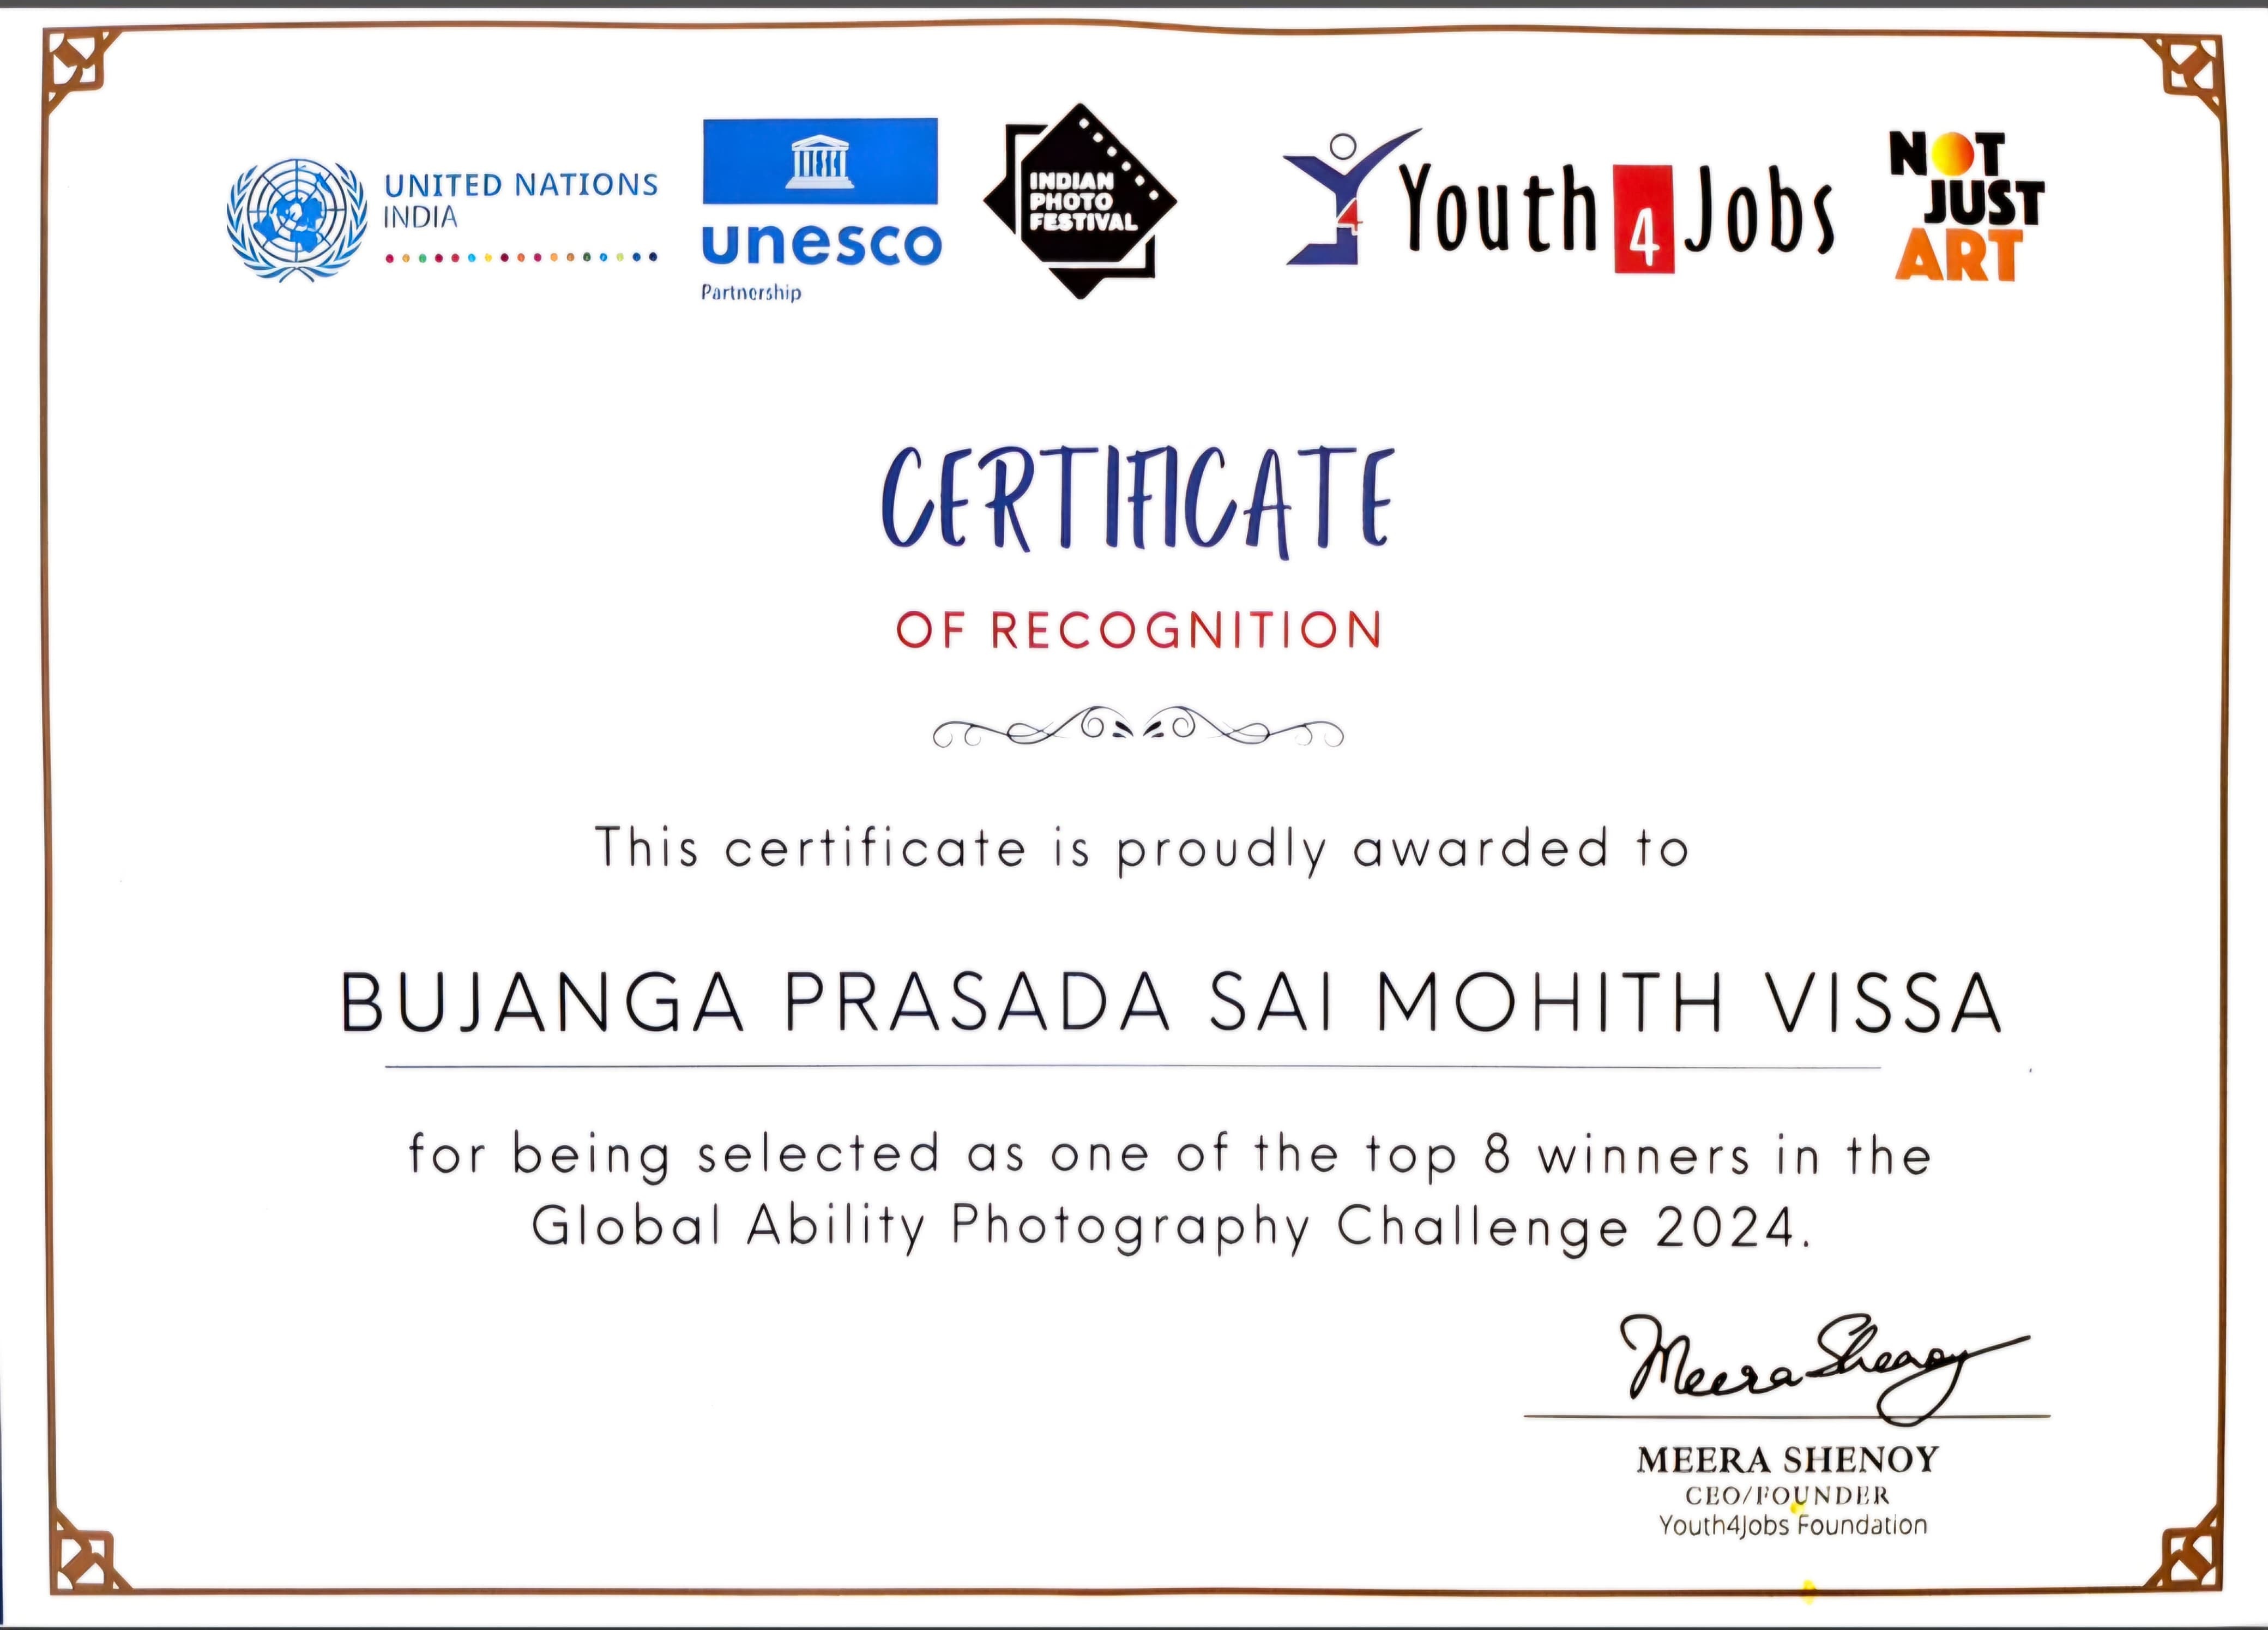 UNITED NATIONS
INDIA
unesco
Partnership
INDIAN
PHOTO
FESTIVAL
4
Youth4Jobs
NOT
JUST
ART
CERTIFICATE
OF RECOGNITION
This certificate is proudly awarded to
BUJANGA PRASADA SAI MOHITH VISSA
for being selected as one of the top 8 winners in the
Global Ability Photography Challenge 2024.
Meera Shenoy
MEERA SHENOY
CEO/FOUNDER
Youth4Jobs Foundation